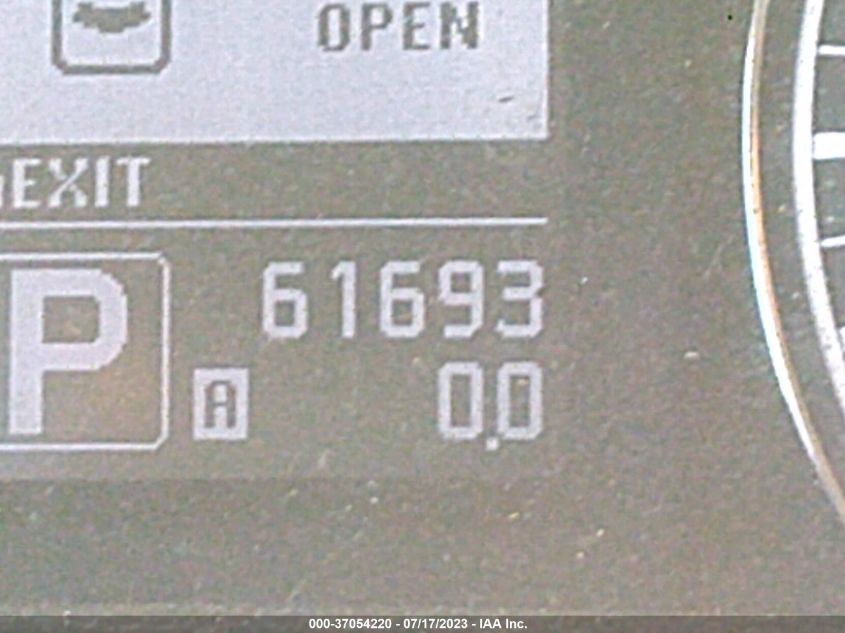 OPEN
EXIT
61693
P
A
0.0
000-37054220 - 07/17/2023 - IAA Inc.